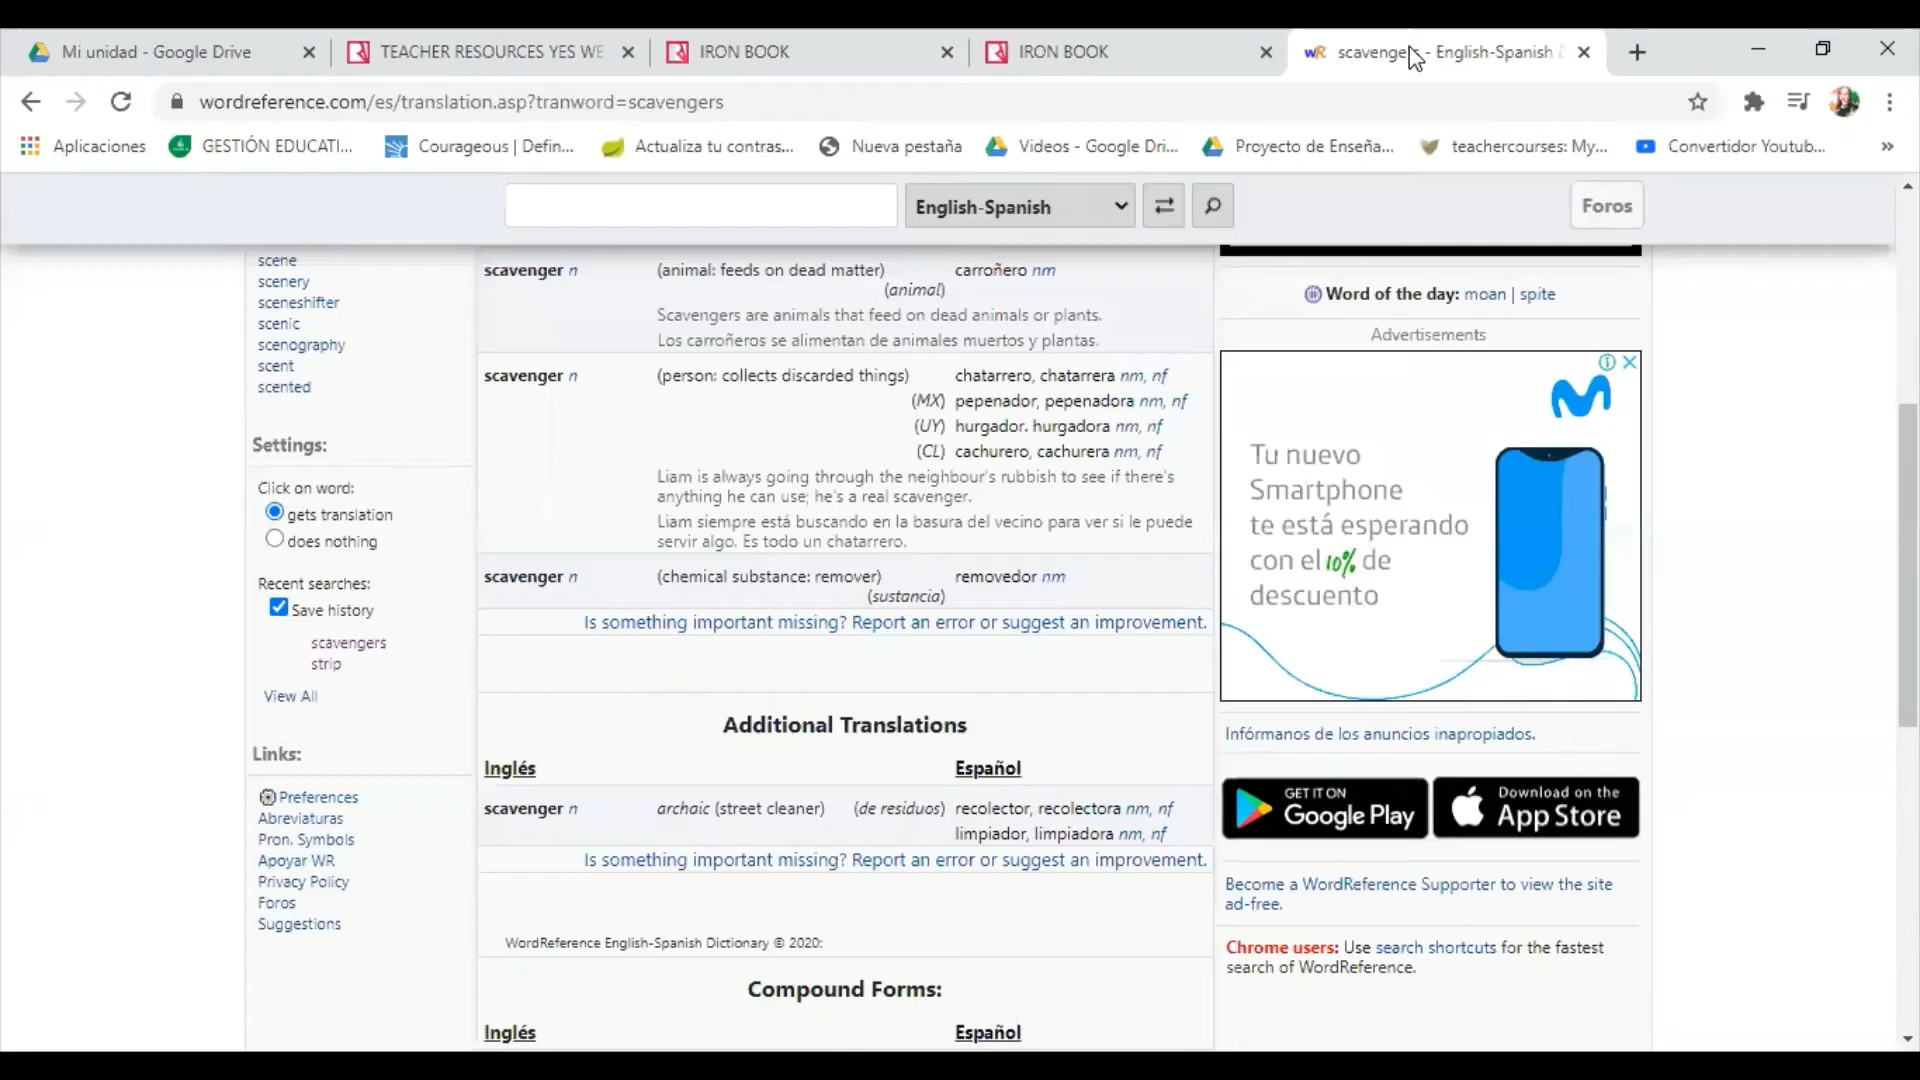 Mi unidad - Google Drive
TEACHER RESOURCES YES WE
IRON BOOK
IRON BOOK
wR scavengers - English-Spanish D
wordreference.com/es/translation.asp?tranword=scavengers
Aplicaciones
GESTIÓN EDUCATI...
Courageous | Defin...
Actualiza tu contras...
Nueva pestaña
Videos - Google Dri...
Proyecto de Enseña...
teachercourses: My...
Convertidor Youtub...
»
English-Spanish
Foros
scene
scenery
sceneshifter
scenic
scenography
scent
scented
Settings:
Click on word:
gets translation
does nothing
Recent searches:
Save history
scavengers
strip
View All
Links:
Preferences
Abreviaturas
Pron. Symbols
Apoyar WR
Privacy Policy
Foros
Suggestions
scavenger n (animal: feeds on dead matter) carroñero nm
(animal)
Scavengers are animals that feed on dead animals or plants.
Los carroñeros se alimentan de animales muertos y plantas.
scavenger n (person: collects discarded things) chatarrero, chatarrera nm, nf
(MX) pepenador, pepenadora nm, nf
(UY) hurgador. hurgadora nm, nf
(CL) cachurero, cachurera nm, nf
Liam is always going through the neighbour's rubbish to see if there's
anything he can use; he's a real scavenger.
Liam siempre está buscando en la basura del vecino para ver si le puede
servir algo. Es todo un chatarrero.
scavenger n (chemical substance: remover) removedor nm
(sustancia)
Is something important missing? Report an error or suggest an improvement.
Additional Translations
Inglés Español
scavenger n archaic (street cleaner) (de residuos) recolector, recolectora nm, nf
limpiador, limpiadora nm, nf
Is something important missing? Report an error or suggest an improvement.
WordReference English-Spanish Dictionary © 2020:
Compound Forms:
Inglés Español
Word of the day: moan | spite
Advertisements
Tu nuevo
Smartphone
te está esperando
con el 10% de
descuento
Infórmanos de los anuncios inapropiados.
GET IT ON
Google Play
Download on the
App Store
Become a WordReference Supporter to view the site
ad-free.
Chrome users: Use search shortcuts for the fastest
search of WordReference.